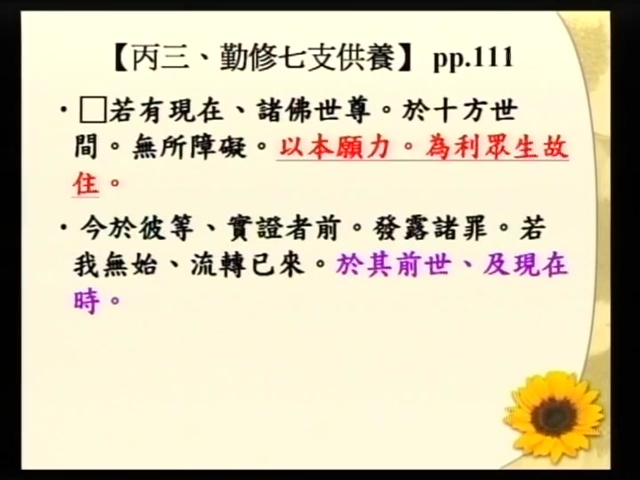 【丙三、勤修七支供養】 pp.111
·□若有現在、諸佛世尊。於十方世
間。無所障礙。以本願力。為利眾生故
住。
·今於彼等、實證者前。發露諸罪。若
我無始、流轉已來。於其前世、及現在
時。